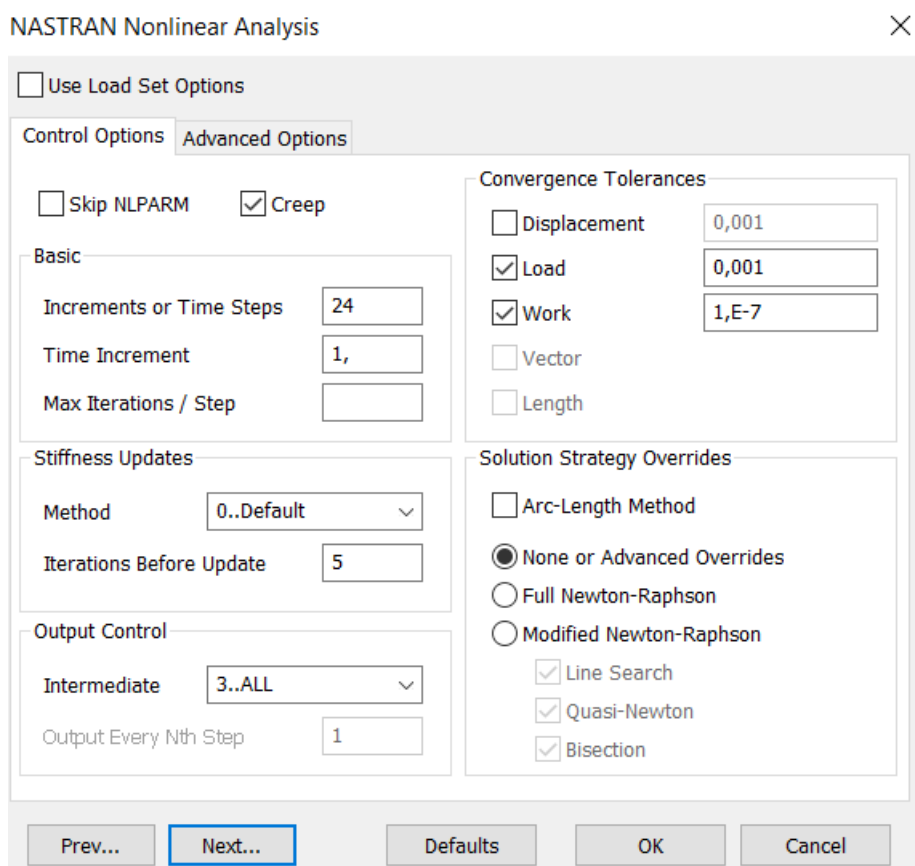 NASTRAN Nonlinear Analysis
Use Load Set Options
Control Options
Advanced Options
Skip NLPARM
Creep
Basic
Increments or Time Steps
24
Time Increment
1,
Max Iterations / Step
Stiffness Updates
Method
0..Default
Iterations Before Update
5
Output Control
Intermediate
3..ALL
Output Every Nth Step
1
Convergence Tolerances
Displacement
0,001
Load
0,001
Work
1,E-7
Vector
Length
Solution Strategy Overrides
Arc-Length Method
None or Advanced Overrides
Full Newton-Raphson
Modified Newton-Raphson
Line Search
Quasi-Newton
Bisection
Prev...
Next...
Defaults
OK
Cancel